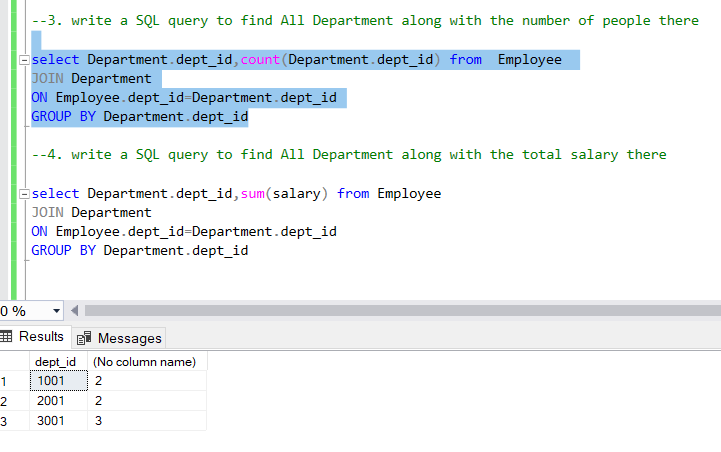 --3. write a SQL query to find All Department along with the number of people there
select Department.dept_id,count(Department.dept_id) from  Employee
JOIN Department
ON Employee.dept_id=Department.dept_id
GROUP BY Department.dept_id
--4. write a SQL query to find All Department along with the total salary there
select Department.dept_id,sum(salary) from Employee
JOIN Department
ON Employee.dept_id=Department.dept_id
GROUP BY Department.dept_id
0 %
Results Messages
dept_id (No column name)
1 1001 2
2 2001 2
3 3001 3